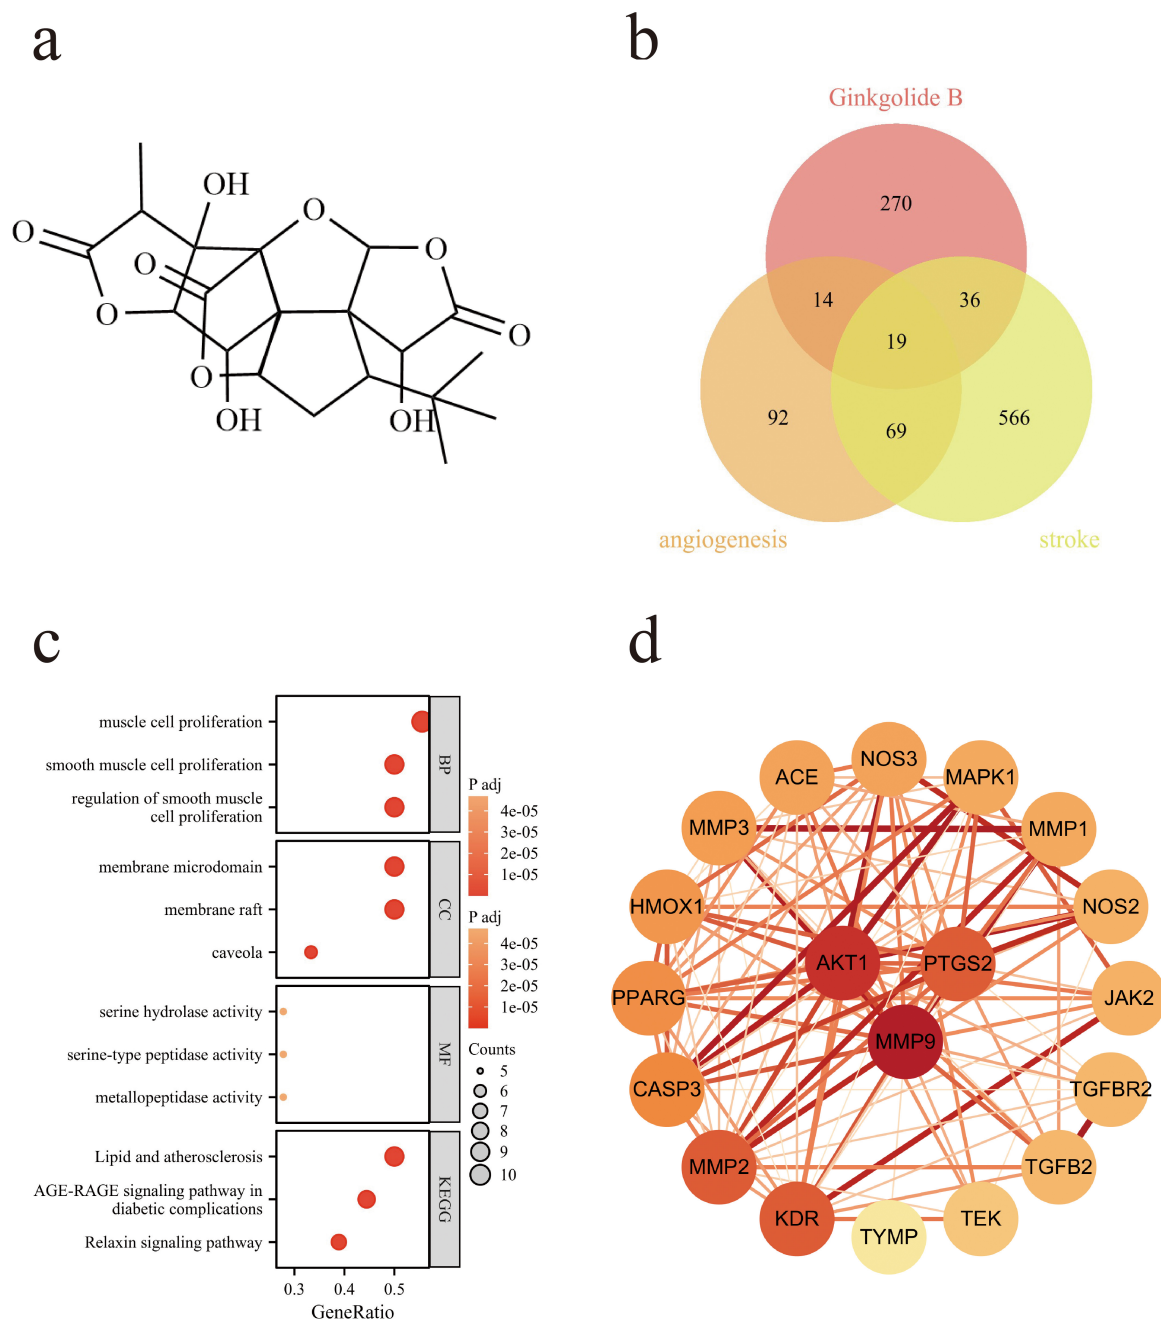 a
OH
O
O
O
O
O
O
O
OH
OH
b
Ginkgolide B
270
14
36
19
92
69
566
angiogenesis
stroke
c
muscle cell proliferation
smooth muscle cell proliferation
regulation of smooth muscle
cell proliferation
BP
membrane microdomain
membrane raft
caveola
CC
serine hydrolase activity
serine-type peptidase activity
metallopeptidase activity
MF
Lipid and atherosclerosis
AGE-RAGE signaling pathway in
diabetic complications
Relaxin signaling pathway
KEGG
0.3
0.4
0.5
GeneRatio
P adj
4e-05
3e-05
2e-05
1e-05
P adj
4e-05
3e-05
2e-05
1e-05
Counts
5
6
7
8
9
10
d
NOS3
ACE
MAPK1
MMP3
MMP1
HMOX1
NOS2
AKT1
PTGS2
PPARG
JAK2
MMP9
CASP3
TGFBR2
MMP2
TGFB2
KDR
TEK
TYMP